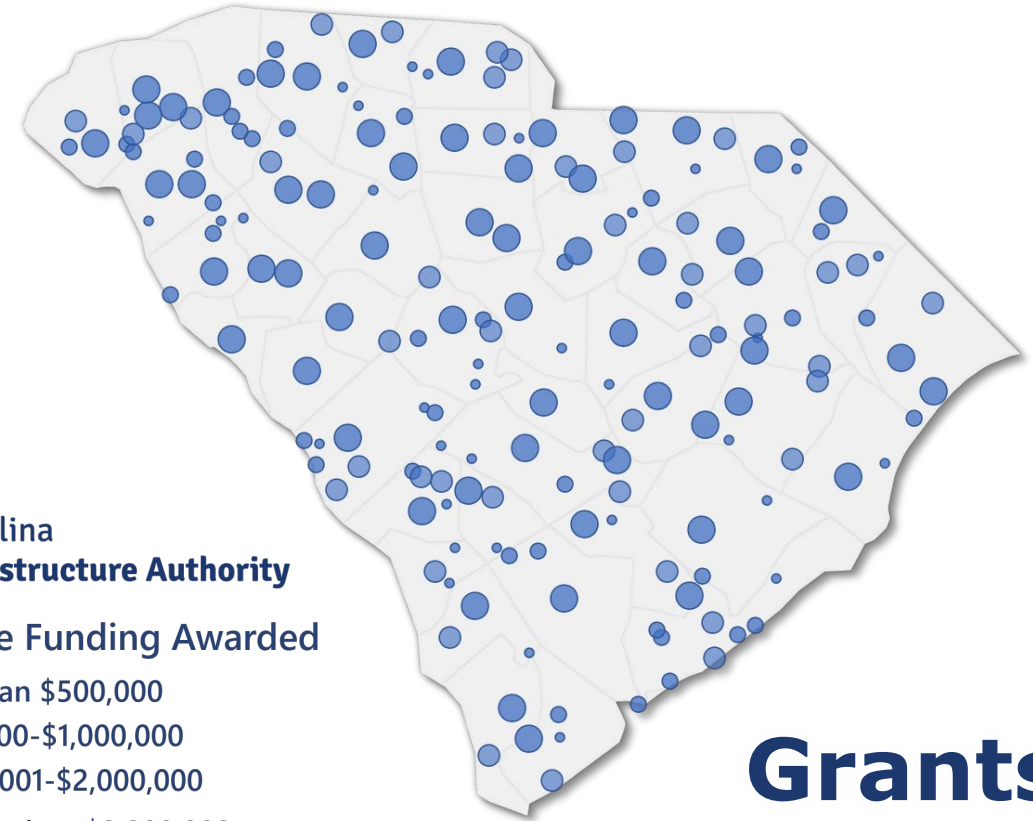 lina
structure Authority
e Funding Awarded
an $500,000
00-$1,000,000
001-$2,000,000
Grants